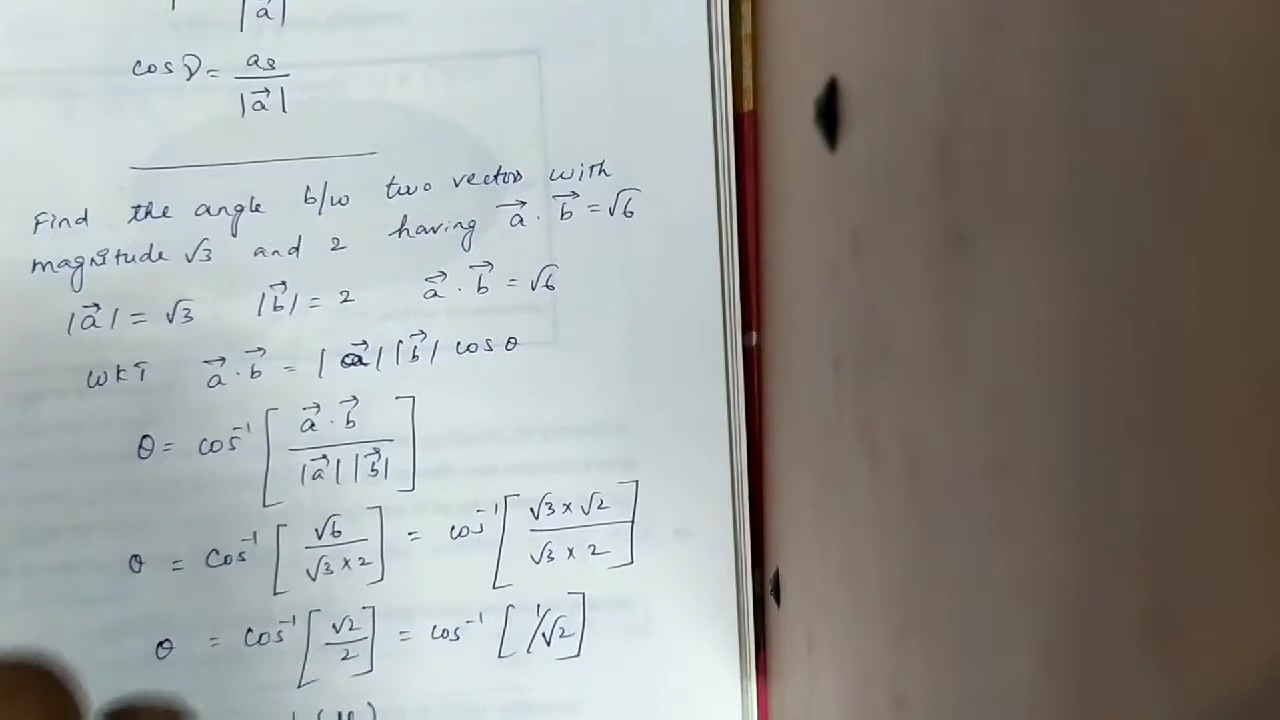 |a⃗|
cos γ = a₃ / |a⃗|
Find the angle b/w two vectors with
magnitude √3 and 2 having a⃗ . b⃗ = √6
|a⃗| = √3 |b⃗| = 2 a⃗ . b⃗ = √6
WKT a⃗ . b⃗ = |a⃗| |b⃗| cos θ
θ = cos⁻¹ [ a⃗ . b⃗ / |a⃗| |b⃗| ]
θ = cos⁻¹ [ √6 / √3 × 2 ] = cos⁻¹ [ √3 × √2 / √3 × 2 ]
θ = cos⁻¹ [ √2 / 2 ] = cos⁻¹ [ 1/√2 ]